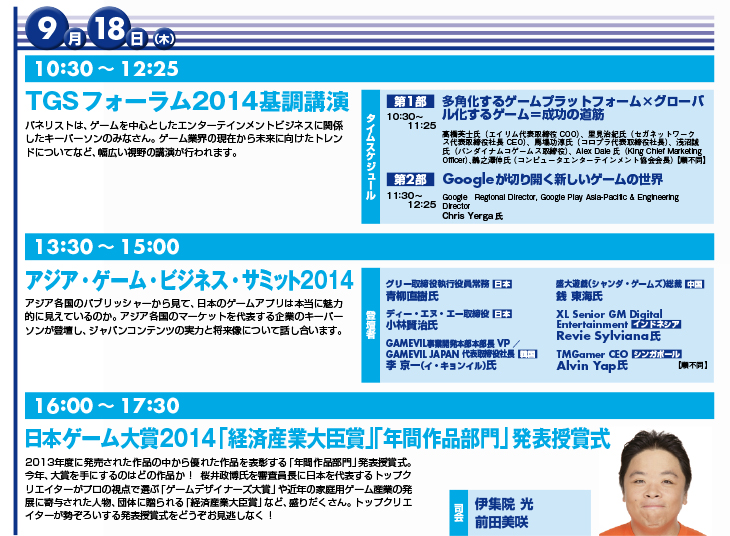 9月18日(木)
10:30 ～ 12:25
TGSフォーラム2014基調講演
パネリストは、ゲームを中心としたエンターテインメントビジネスに関係
したキーパーソンのみなさん。ゲーム業界の現在から未来に向けたトレン
ドについてなど、幅広い視野の講演が行われます。
タイムスケジュール
第1部
10:30～
11:25
多角化するゲームプラットフォーム×グローバ
ル化するゲーム＝成功の道筋
高橋英士氏（エイリム代表取締役 COO）、里見治紀氏（セガネットワーク
ス代表取締役社長 CEO）、馬場功淳氏（コロプラ代表取締役社長）、浅沼誠
氏（バンダイナムコゲームス取締役）、Alex Dale 氏（King Chief Marketing
Officer）、鵜之澤伸氏（コンピュータエンターテインメント協会会長）【順不同】
第2部
11:30～
12:25
Googleが切り開く新しいゲームの世界
Google Regional Director, Google Play Asia-Pacific & Engineering
Director
Chris Yerga 氏
13:30 ～ 15:00
アジア・ゲーム・ビジネス・サミット2014
アジア各国のパブリッシャーから見て、日本のゲームアプリは本当に魅力
的に見えているのか。アジア各国のマーケットを代表する企業のキーパー
ソンが登壇し、ジャパンコンテンツの実力と将来像について話し合います。
登壇者
グリー取締役執行役員常務 日本
青柳直樹氏
ディー・エヌ・エー取締役 日本
小林賢治氏
GAMEVIL事業開発本部本部長 VP ／
GAMEVIL JAPAN 代表取締役社長 韓国
李 京一(イ・キョンイル)氏
盛大遊戯(シャンダ・ゲームズ)総裁 中国
銭 東海氏
XL Senior GM Digital
Entertainment インドネシア
Revie Sylviana氏
TMGamer CEO シンガポール
Alvin Yap氏
【順不同】
16:00 ～ 17:30
日本ゲーム大賞2014「経済産業大臣賞」「年間作品部門」発表授賞式
2013年度に発売された作品の中から優れた作品を表彰する「年間作品部門」発表授賞式。
今年、大賞を手にするのはどの作品か！ 桜井政博氏を審査員長に日本を代表するトップク
リエイターがプロの視点で選ぶ「ゲームデザイナーズ大賞」や近年の家庭用ゲーム産業の発
展に寄与された人物、団体に贈られる「経済産業大臣賞」など、盛りだくさん。トップクリエ
イターが勢ぞろいする発表授賞式をどうぞお見逃しなく！
司会
伊集院 光
前田美咲